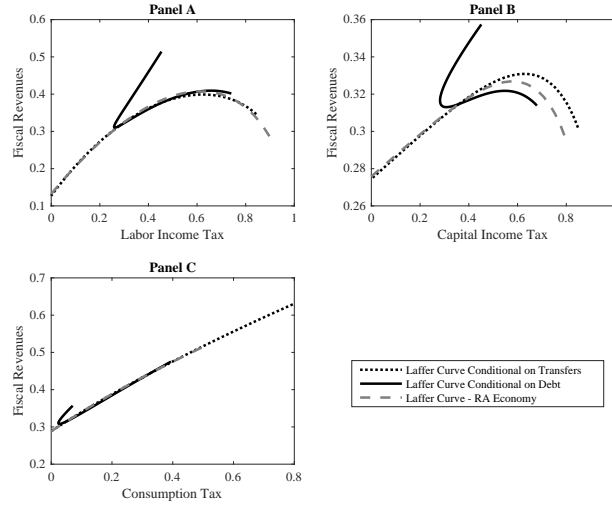 Panel A
Fiscal Revenues
0.6
0.5
0.4
0.3
0.2
0.1
0 0.2 0.4 0.6 0.8 1
Labor Income Tax
Panel B
Fiscal Revenues
0.36
0.34
0.32
0.3
0.28
0.26
0 0.2 0.4 0.6 0.8 1
Capital Income Tax
Panel C
Fiscal Revenues
0.7
0.6
0.5
0.4
0.3
0.2
0 0.2 0.4 0.6 0.8
Consumption Tax
Laffer Curve Conditional on Transfers
Laffer Curve Conditional on Debt
Laffer Curve - RA Economy